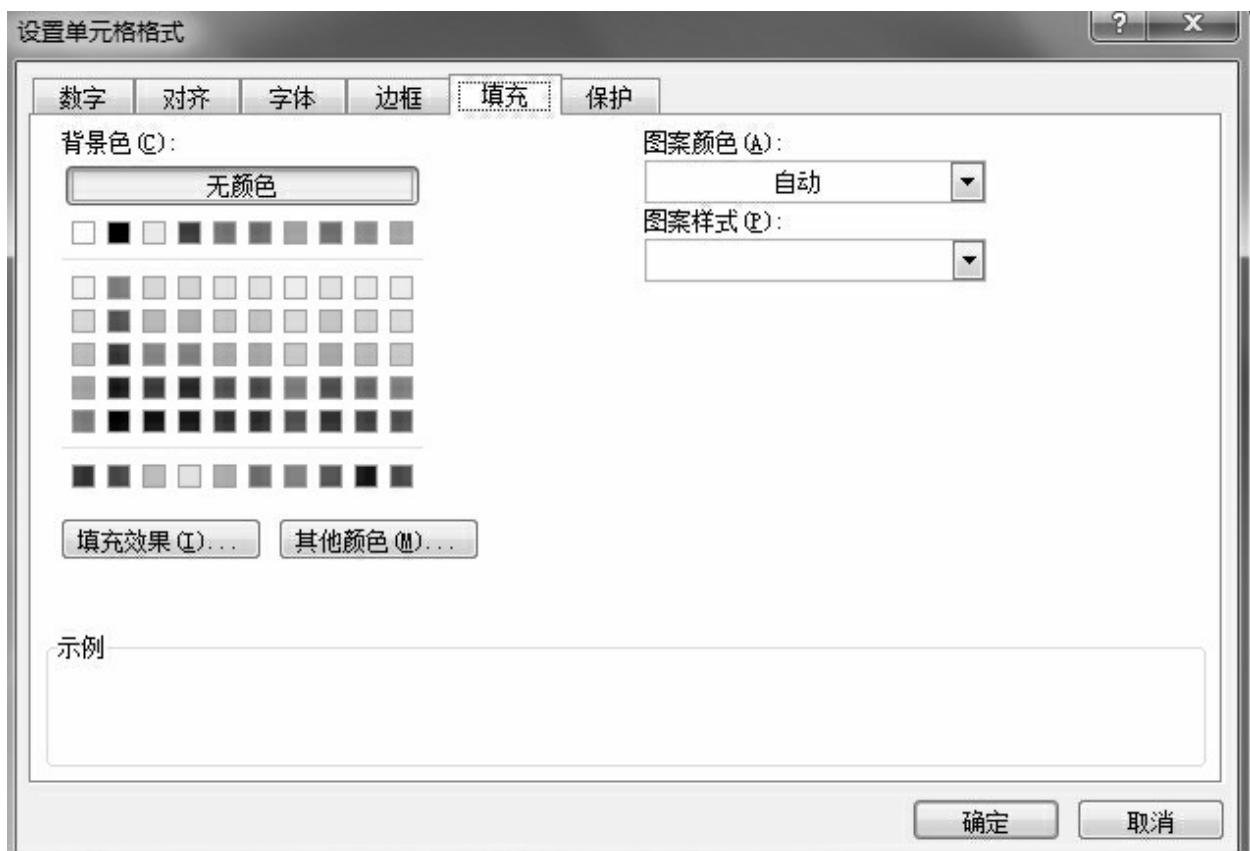 设置单元格格式
数字 对齐 字体 边框 填充 保护
背景色(C):
无颜色
图案颜色(A):
自动
图案样式(P):
填充效果(I)... 其他颜色(M)...
示例
确定 取消